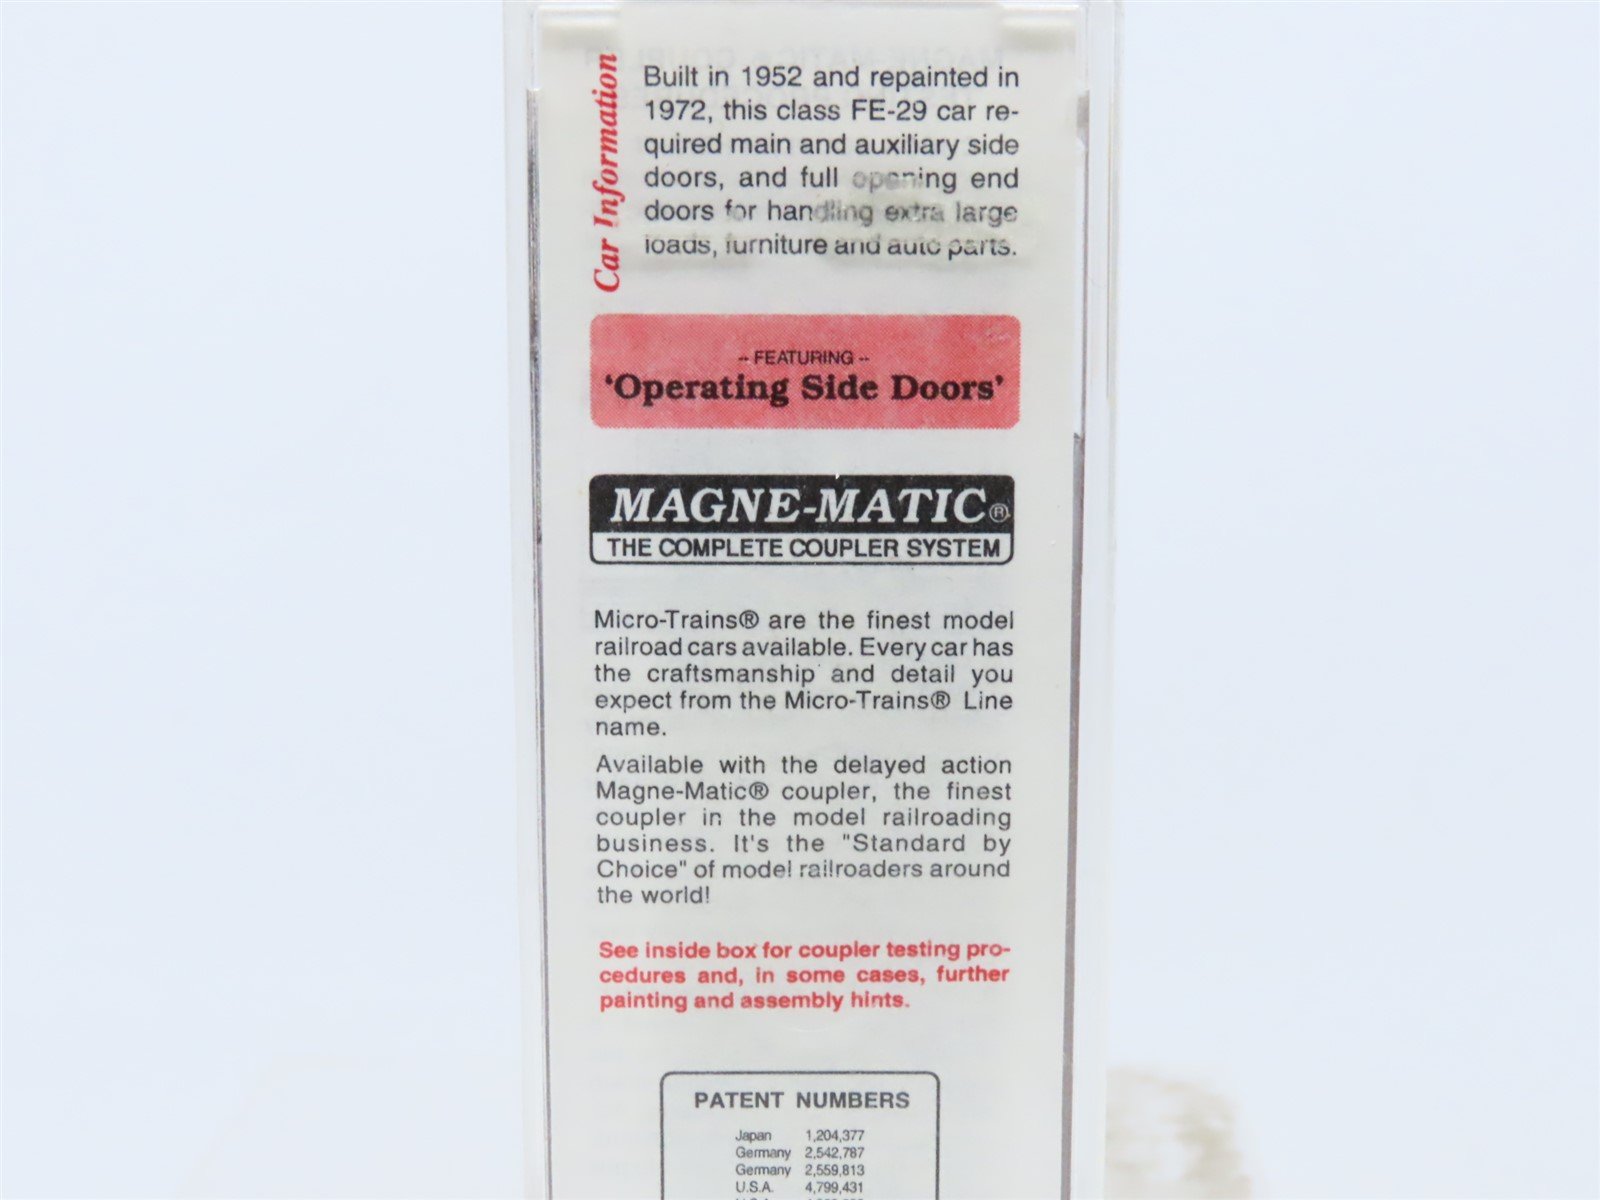 Car Information
Built in 1952 and repainted in
1972, this class FE-29 car re-
quired main and auxiliary side
doors, and full opening end
doors for handling extra large
loads, furniture and auto parts.
-- FEATURING --
'Operating Side Doors'
MAGNE-MATIC®
THE COMPLETE COUPLER SYSTEM
Micro-Trains® are the finest model
railroad cars available. Every car has
the craftsmanship and detail you
expect from the Micro-Trains® Line
name.
Available with the delayed action
Magne-Matic® coupler, the finest
coupler in the model railroading
business. It's the "Standard by
Choice" of model railroaders around
the world!
See inside box for coupler testing pro-
cedures and, in some cases, further
painting and assembly hints.
PATENT NUMBERS
Japan 1,204,377
Germany 2,542,787
Germany 2,559,813
U.S.A. 4,799,431